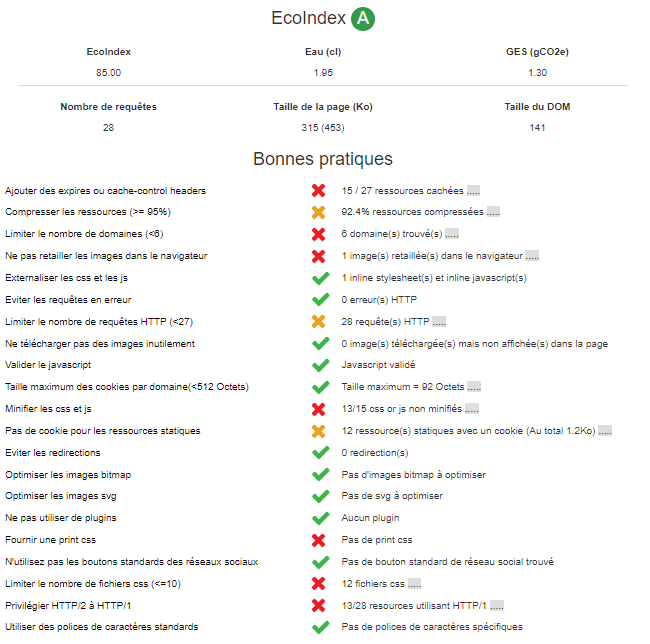 EcoIndex A
EcoIndex Eau (cl) GES (gCO2e)
85.00 1.95 1.30
Nombre de requêtes Taille de la page (Ko) Taille du DOM
28 315 (453) 141
Bonnes pratiques
Ajouter des expires ou cache-control headers 15 / 27 ressources cachées .....
Compresser les ressources (>= 95%) 92.4% ressources compressées .....
Limiter le nombre de domaines (<6) 6 domaine(s) trouvé(s) .....
Ne pas retailler les images dans le navigateur 1 image(s) retaillée(s) dans le navigateur .....
Externaliser les css et les js 1 inline stylesheet(s) et inline javascript(s)
Eviter les requêtes en erreur 0 erreur(s) HTTP
Limiter le nombre de requêtes HTTP (<27) 28 requête(s) HTTP .....
Ne télécharger pas des images inutilement 0 image(s) téléchargée(s) mais non affichée(s) dans la page
Valider le javascript Javascript validé
Taille maximum des cookies par domaine(<512 Octets) Taille maximum = 92 Octets .....
Minifier les css et js 13/15 css or js non minifiés .....
Pas de cookie pour les ressources statiques 12 ressource(s) statiques avec un cookie (Au total 1.2Ko) .....
Eviter les redirections 0 redirection(s)
Optimiser les images bitmap Pas d'images bitmap à optimiser
Optimiser les images svg Pas de svg à optimiser
Ne pas utiliser de plugins Aucun plugin
Fournir une print css Pas de print css
N'utilisez pas les boutons standards des réseaux sociaux Pas de bouton standard de réseau social trouvé
Limiter le nombre de fichiers css (<=10) 12 fichiers css .....
Privilégier HTTP/2 à HTTP/1 13/28 resources utilisant HTTP/1 .....
Utiliser des polices de caractères standards Pas de polices de caractères spécifiques